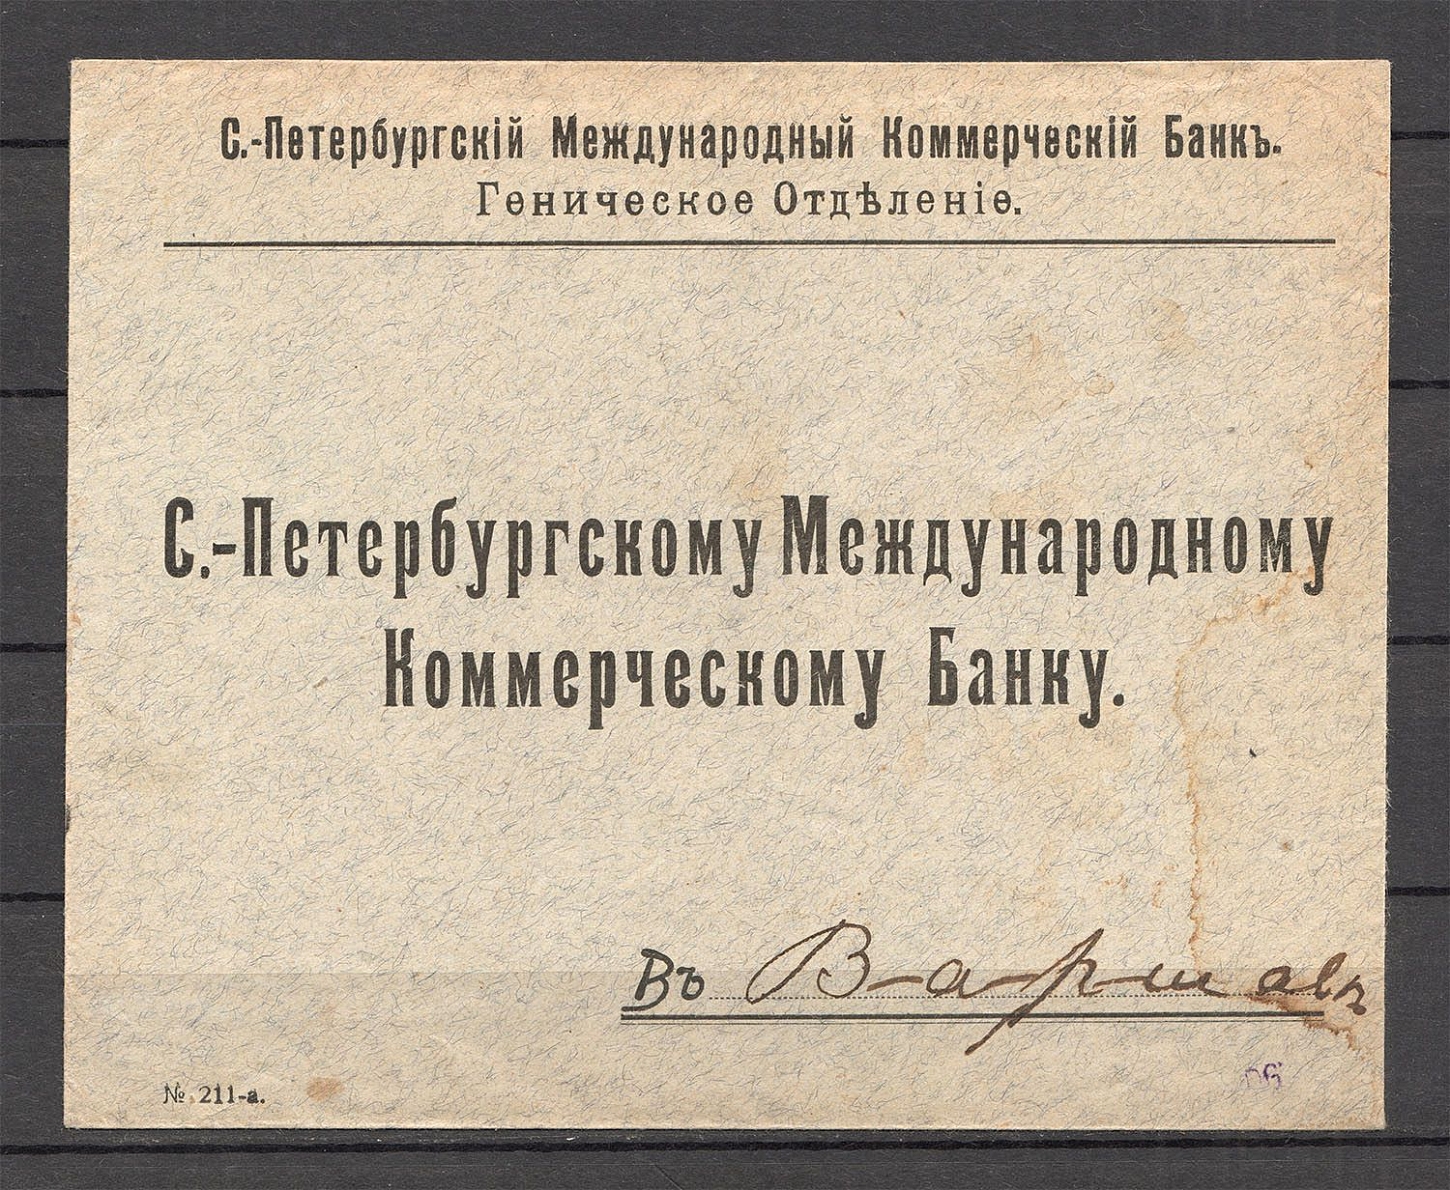 С.-Петербургскій Международный Коммерческій Банкъ.
Геническое Отдѣленіе.
С.-Петербургскому Международному
Коммерческому Банку.
Въ Варшавѣ
№ 211-а.